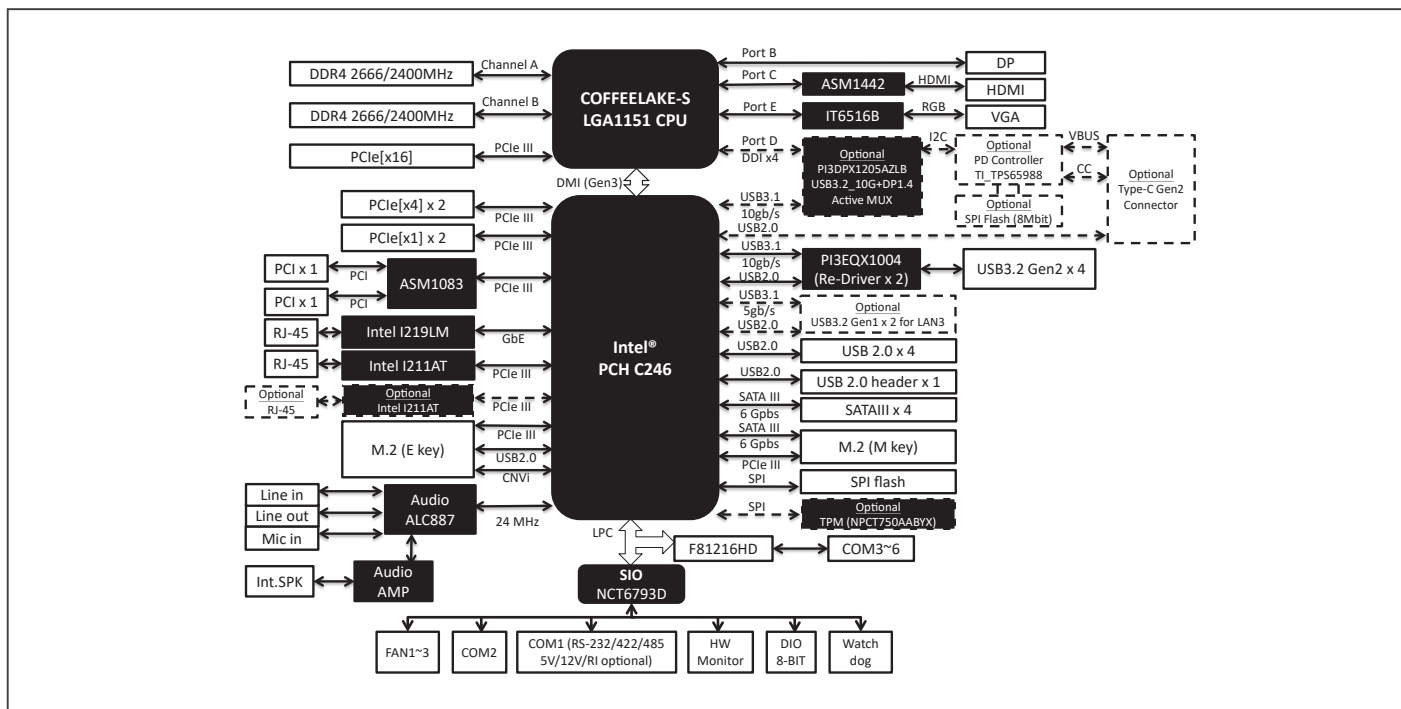 DDR4 2666/2400MHz
Channel A
DDR4 2666/2400MHz
Channel B
PCIe[x16]
PCIe III
COFFEELAKE-S
LGA1151 CPU
Port B
DP
Port C
ASM1442
HDMI
HDMI
Port E
IT6516B
RGB
VGA
Port D
DDI x4
Optional
PI3DPX1205AZLB
USB3.2_10G+DP1.4
Active MUX
I2C
Optional
PD Controller
TI_TPS65988
VBUS
CC
Optional
SPI Flash (8Mbit)
Optional
Type-C Gen2
Connector
DMI (Gen3)
PCIe[x4] x 2
PCIe III
PCIe[x1] x 2
PCIe III
PCI x 1
PCI
PCI x 1
PCI
ASM1083
PCIe III
RJ-45
Intel I219LM
GbE
RJ-45
Intel I211AT
PCIe III
Optional
RJ-45
Optional
Intel I211AT
PCIe III
M.2 (E key)
PCIe III
USB2.0
CNVi
Line in
Line out
Mic in
Audio
ALC887
24 MHz
Int.SPK
Audio
AMP
Intel®
PCH C246
USB3.1
10gb/s
USB2.0
USB3.1
10gb/s
USB2.0
PI3EQX1004
(Re-Driver x 2)
USB3.2 Gen2 x 4
USB3.1
5gb/s
USB2.0
Optional
USB3.2 Gen1 x 2 for LAN3
USB2.0
USB 2.0 x 4
USB2.0
USB 2.0 header x 1
SATA III
6 Gpbs
SATAIII x 4
SATA III
6 Gpbs
PCIe III
M.2 (M key)
SPI
SPI flash
SPI
Optional
TPM (NPCT750AABYX)
LPC
F81216HD
COM3~6
SIO
NCT6793D
FAN1~3
COM2
COM1 (RS-232/422/485
5V/12V/RI optional)
HW
Monitor
DIO
8-BIT
Watch
dog